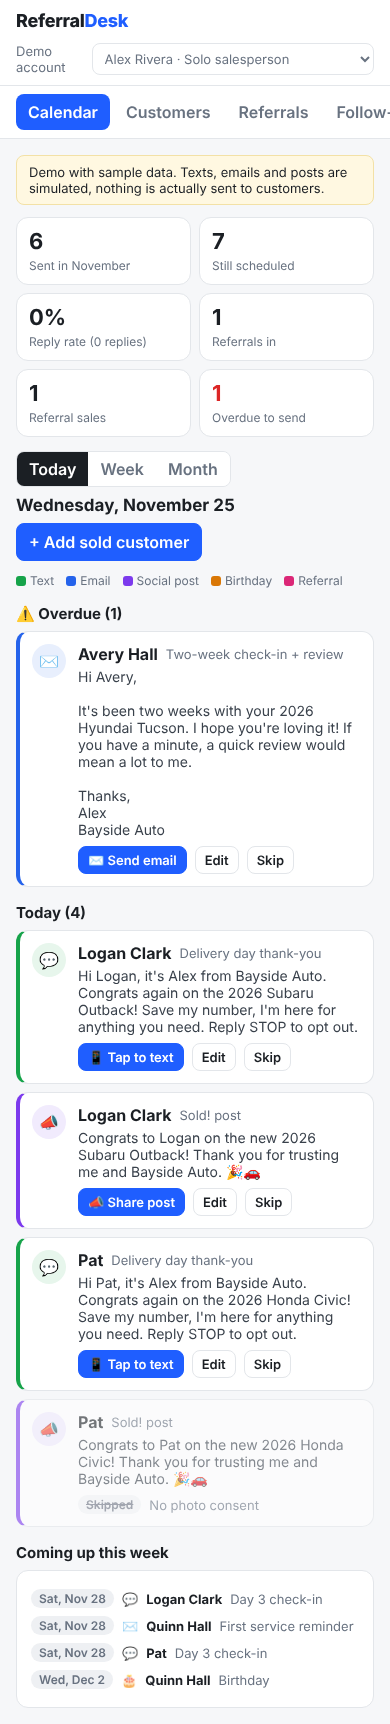 ReferralDesk
Demo
account
Alex Rivera · Solo salesperson
Calendar Customers Referrals Follow-
Demo with sample data. Texts, emails and posts are
simulated, nothing is actually sent to customers.
6
Sent in November
7
Still scheduled
0%
Reply rate (0 replies)
1
Referrals in
1
Referral sales
1
Overdue to send
Today Week Month
Wednesday, November 25
+ Add sold customer
Text Email Social post Birthday Referral
⚠️ Overdue (1)
Avery Hall Two-week check-in + review
Hi Avery,
It's been two weeks with your 2026
Hyundai Tucson. I hope you're loving it! If
you have a minute, a quick review would
mean a lot to me.
Thanks,
Alex
Bayside Auto
✉️ Send email Edit Skip
Today (4)
Logan Clark Delivery day thank-you
Hi Logan, it's Alex from Bayside Auto.
Congrats again on the 2026 Subaru
Outback! Save my number, I'm here for
anything you need. Reply STOP to opt out.
📱 Tap to text Edit Skip
Logan Clark Sold! post
Congrats to Logan on the new 2026
Subaru Outback! Thank you for trusting
me and Bayside Auto. 🎉🚗
📣 Share post Edit Skip
Pat Delivery day thank-you
Hi Pat, it's Alex from Bayside Auto.
Congrats again on the 2026 Honda Civic!
Save my number, I'm here for anything
you need. Reply STOP to opt out.
📱 Tap to text Edit Skip
Pat Sold! post
Congrats to Pat on the new 2026 Honda
Civic! Thank you for trusting me and
Bayside Auto. 🎉🚗
Skipped No photo consent
Coming up this week
Sat, Nov 28 💬 Logan Clark Day 3 check-in
Sat, Nov 28 ✉️ Quinn Hall First service reminder
Sat, Nov 28 💬 Pat Day 3 check-in
Wed, Dec 2 🎂 Quinn Hall Birthday